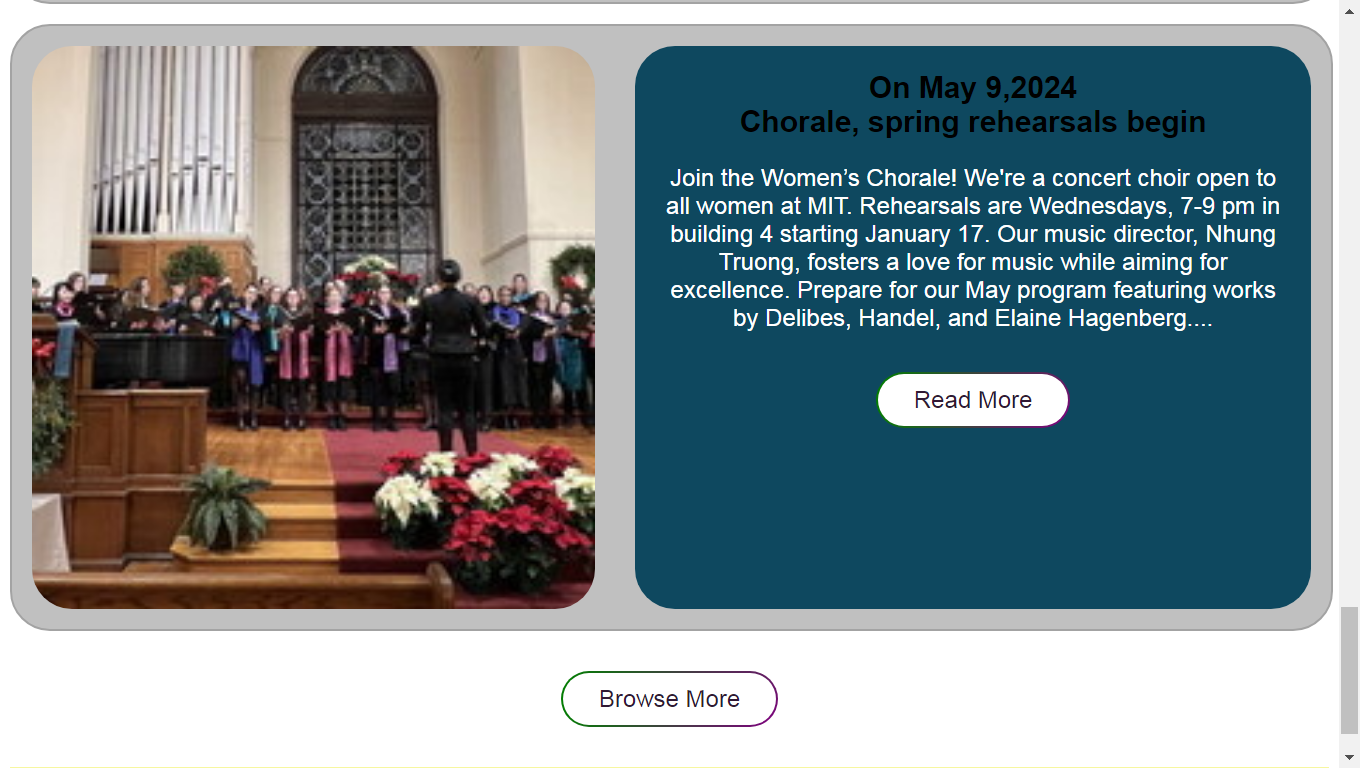 On May 9,2024
Chorale, spring rehearsals begin
Join the Women’s Chorale! We're a concert choir open to
all women at MIT. Rehearsals are Wednesdays, 7-9 pm in
building 4 starting January 17. Our music director, Nhung
Truong, fosters a love for music while aiming for
excellence. Prepare for our May program featuring works
by Delibes, Handel, and Elaine Hagenberg....
Read More
Browse More